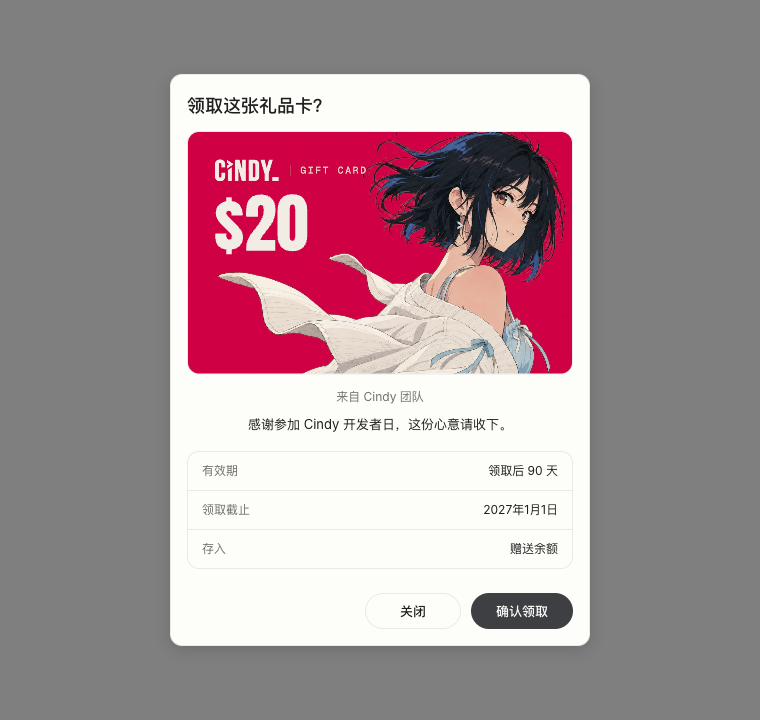 领取这张礼品卡？
CINDY_ | GIFT CARD
$20
来自 Cindy 团队
感谢参加 Cindy 开发者日，这份心意请收下。
有效期 领取后 90 天
领取截止 2027年1月1日
存入 赠送余额
关闭 确认领取